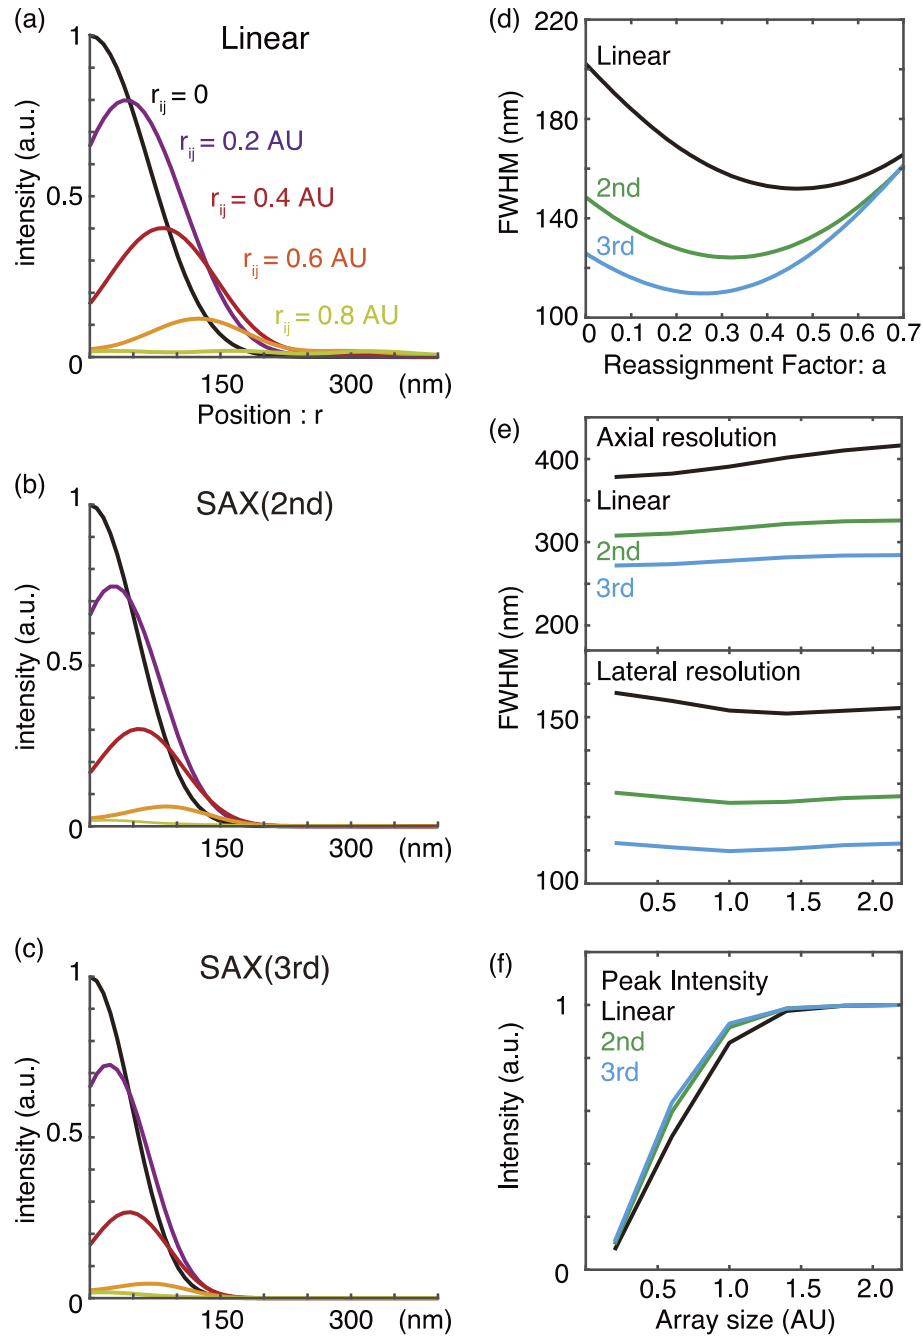 (a)
Linear
1
0.5
0
intensity (a.u.)
r_ij = 0
r_ij = 0.2 AU
r_ij = 0.4 AU
r_ij = 0.6 AU
r_ij = 0.8 AU
150 300 (nm)
Position : r
(b)
SAX(2nd)
1
0.5
0
intensity (a.u.)
150 300 (nm)
(c)
SAX(3rd)
1
0.5
0
intensity (a.u.)
150 300 (nm)
(d)
220
180
140
100
FWHM (nm)
Linear
2nd
3rd
0 0.1 0.2 0.3 0.4 0.5 0.6 0.7
Reassignment Factor: a
(e)
Axial resolution
400
300
200
FWHM (nm)
Linear
2nd
3rd
Lateral resolution
150
100
0.5 1.0 1.5 2.0
(f)
Peak Intensity
Linear
2nd
3rd
1
0
Intensity (a.u.)
0.5 1.0 1.5 2.0
Array size (AU)